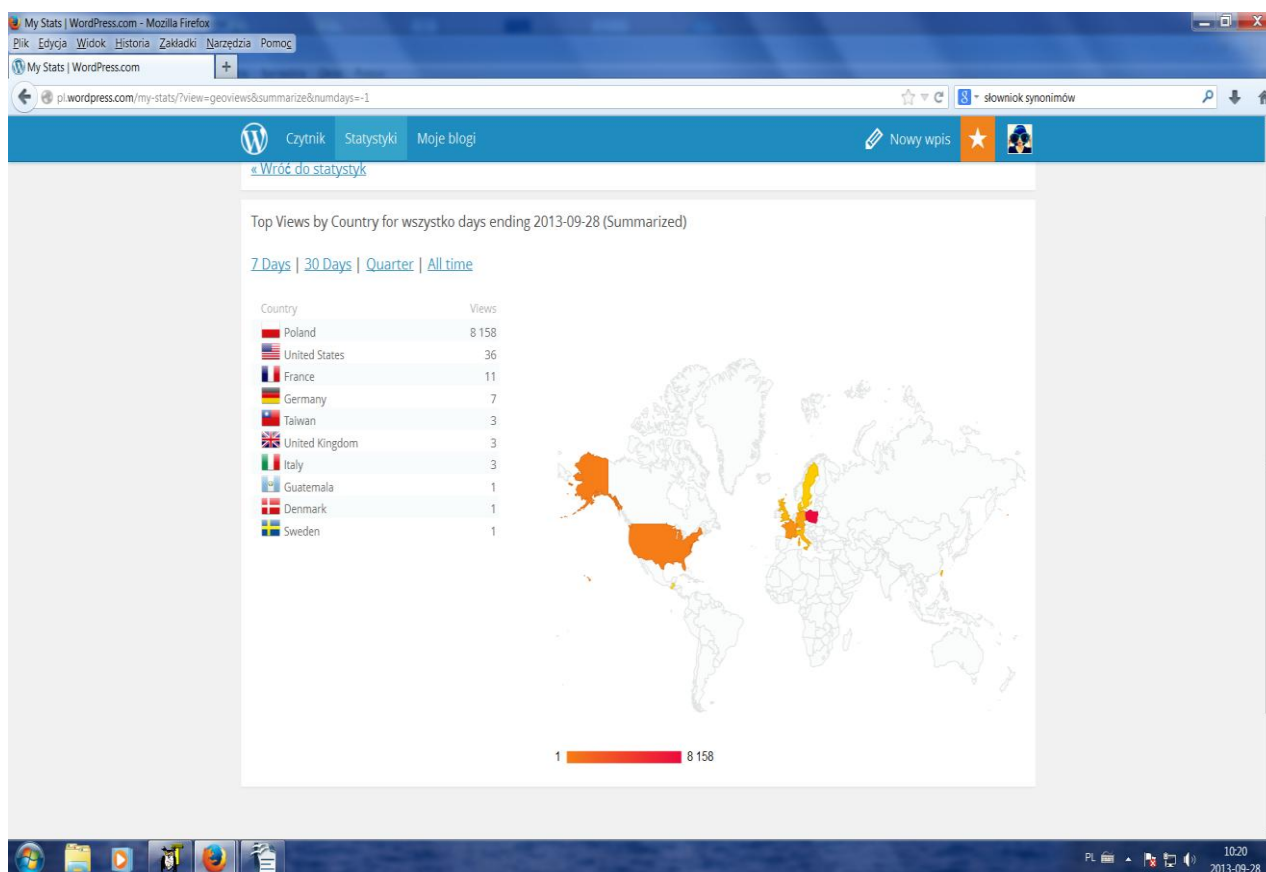 My Stats | WordPress.com - Mozilla Firefox
Plik Edycja Widok Historia Zakładki Narzędzia Pomoc
My Stats | WordPress.com +
pl.wordpress.com/my-stats/?view=geoviews&summarize&numdays=-1
słowniok synonimów
Czytnik Statystyki Moje blogi Nowy wpis
« Wróć do statystyk
Top Views by Country for wszystko days ending 2013-09-28 (Summarized)
7 Days | 30 Days | Quarter | All time
Country Views
Poland 8 158
United States 36
France 11
Germany 7
Taiwan 3
United Kingdom 3
Italy 3
Guatemala 1
Denmark 1
Sweden 1
1 8 158
PL 10:20
2013-09-28